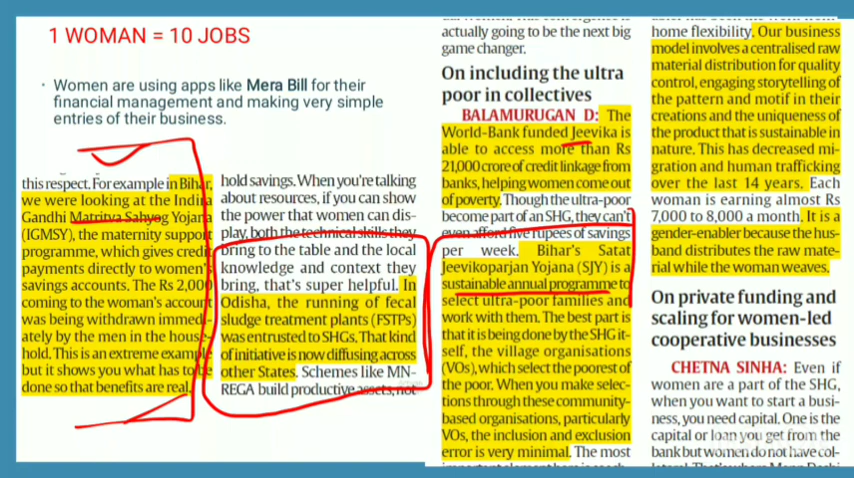 1 WOMAN = 10 JOBS
· Women are using apps like Mera Bill for their
financial management and making very simple
entries of their business.
this respect. For example in Bihar,
we were looking at the Indira
Gandhi Matritva Sahyog Yojana
(IGMSY), the maternity support
programme, which gives credit
payments directly to women's
savings accounts. The Rs 2,000
coming to the woman's account
was being withdrawn immedi-
ately by the men in the house-
hold. This is an extreme example
but it shows you what has to be
done so that benefits are real.
hold savings. When you're talking
about resources, if you can show
the power that women can dis-
play, both the technical skills they
bring to the table and the local
knowledge and context they
bring, that's super helpful. In
Odisha, the running of fecal
sludge treatment plants (FSTPs)
was entrusted to SHGs. That kind
of initiative is now diffusing across
other States. Schemes like MN-
REGA build productive assets, not
actually going to be the next big
game changer.
On including the ultra
poor in collectives
BALAMURUGAN D: The
World-Bank funded Jeevika is
able to access more than Rs
21,000 crore of credit linkage from
banks, helping women come out
of poverty. Though the ultra-poor
become part of an SHG, they can't
even afford five rupees of savings
per week. Bihar's Satat
Jeevikoparjan Yojana (SJY) is a
sustainable annual programme to
select ultra-poor families and
work with them. The best part is
that it is being done by the SHG it-
self, the village organisations
(VOs), which select the poorest of
the poor. When you make selec-
tions through these community-
based organisations, particularly
VOs, the inclusion and exclusion
error is very minimal. The most
home flexibility. Our business
model involves a centralised raw
material distribution for quality
control, engaging storytelling of
the pattern and motif in their
creations and the uniqueness of
the product that is sustainable in
nature. This has decreased mi-
gration and human trafficking
over the last 14 years. Each
woman is earning almost Rs
7,000 to 8,000 a month. It is a
gender-enabler because the hus-
band distributes the raw mate-
rial while the woman weaves.
On private funding and
scaling for women-led
cooperative businesses
CHETNA SINHA: Even if
women are a part of the SHG,
when you want to start a busi-
ness, you need capital. One is the
capital or loan you get from the
bank but women do not have col-